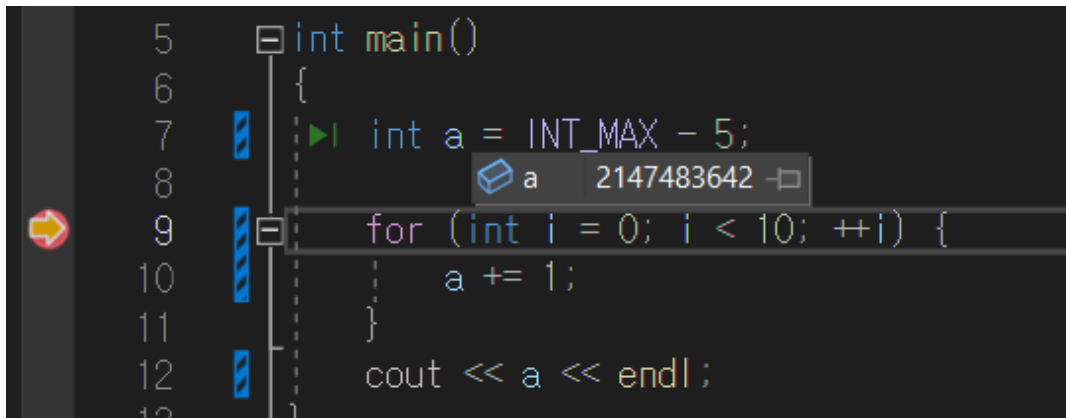 5 int main()
6 {
7 int a = INT_MAX - 5;
8 a 2147483642
9 for (int i = 0; i < 10; ++i) {
10 a += 1;
11 }
12 cout << a << endl;
13 }